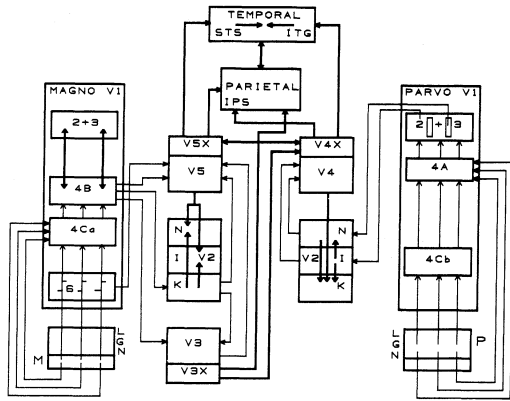 TEMPORAL
STS ITG
MAGNO V1
PARIETAL
IPS
PARVO V1
2+3
2 + 3
V5X
V4X
V5
V4
4B
4A
4Ca
N
I V2
K
N
V2 I
K
4Cb
6
V3
V3X
M
LGN
LGN
P